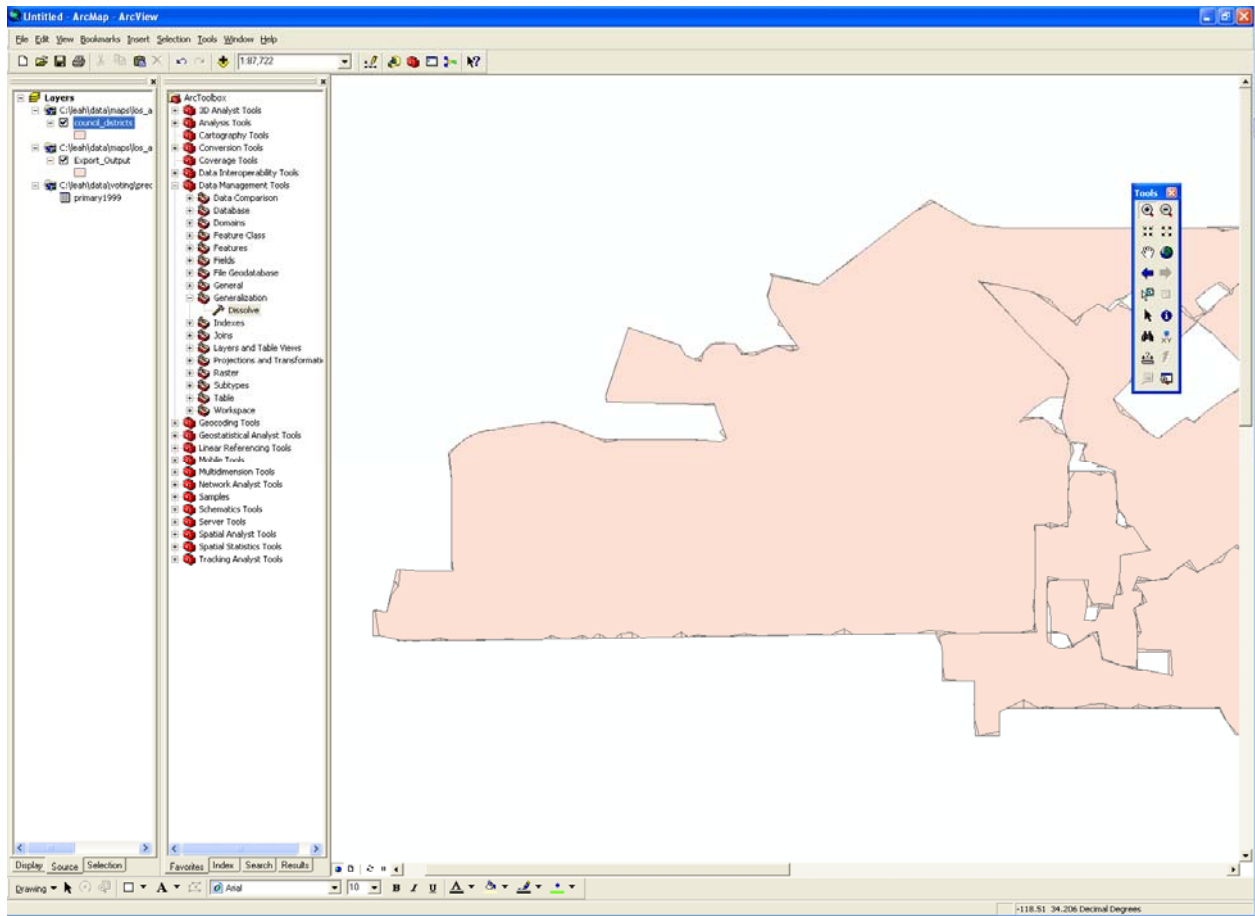 Untitled - ArcMap - ArcView
File Edit View Bookmarks Insert Selection Tools Window Help
1:87,722
Layers
C:\leah\data\maps\los_a
council_districts
C:\leah\data\maps\los_a
Export_Output
C:\leah\data\voting\prec
primary1999
ArcToolbox
3D Analyst Tools
Analysis Tools
Cartography Tools
Conversion Tools
Coverage Tools
Data Interoperability Tools
Data Management Tools
Data Comparison
Database
Domains
Feature Class
Features
Fields
File Geodatabase
General
Generalization
Dissolve
Indexes
Joins
Layers and Table Views
Projections and Transformati
Raster
Subtypes
Table
Workspace
Geocoding Tools
Geostatistical Analyst Tools
Linear Referencing Tools
Mobile Tools
Multidimension Tools
Network Analyst Tools
Samples
Schematics Tools
Server Tools
Spatial Analyst Tools
Spatial Statistics Tools
Tracking Analyst Tools
Tools
XY
Display Source Selection
Favorites Index Search Results
Drawing A Arial 10 B I U A
-118.51 34.206 Decimal Degrees